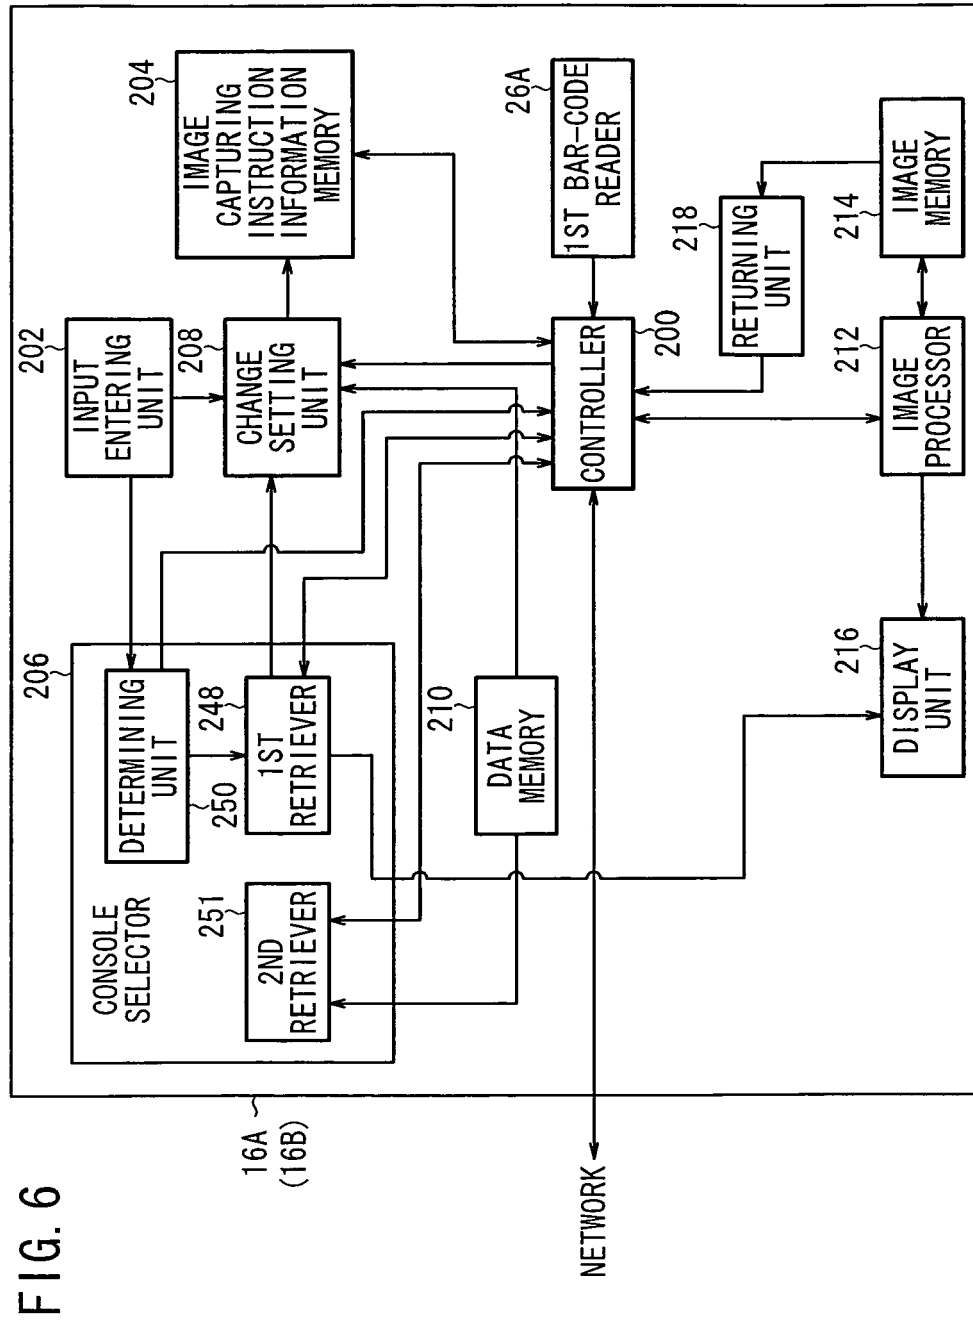 FIG. 6
16A
(16B)
NETWORK
CONSOLE
SELECTOR
206
DETERMINING
UNIT
250
251
2ND
RETRIEVER
248
1ST
RETRIEVER
210
DATA
MEMORY
216
DISPLAY
UNIT
202
INPUT
ENTERING
UNIT
208
CHANGE
SETTING
UNIT
CONTROLLER
200
212
IMAGE
PROCESSOR
218
RETURNING
UNIT
204
IMAGE
CAPTURING
INSTRUCTION
INFORMATION
MEMORY
26A
1ST BAR-CODE
READER
214
IMAGE
MEMORY